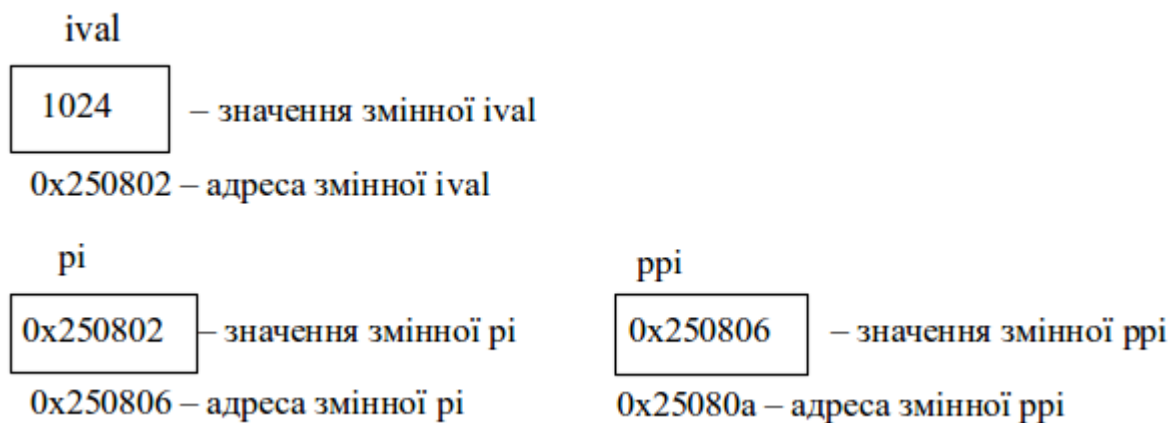 ival
1024 – значення змінної ival
0x250802 – адреса змінної ival
pi
0x250802 – значення змінної pi
0x250806 – адреса змінної pi
ppi
0x250806 – значення змінної ppi
0x25080a – адреса змінної ppi